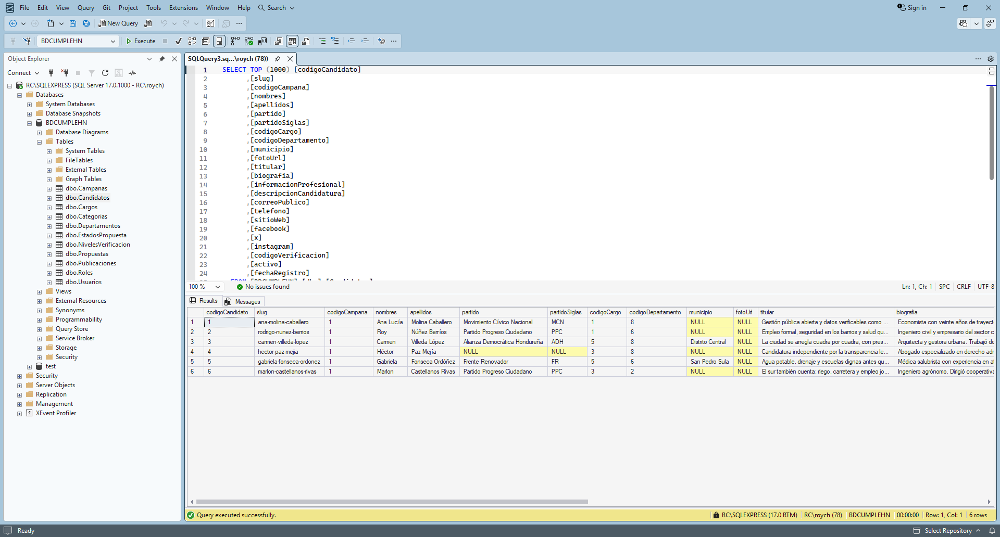 File Edit View Query Git Project Tools Extensions Window Help Search Sign in
New Query
BDCUMPLEHN Execute
Object Explorer
Connect
RC\SQLEXPRESS (SQL Server 17.0.1000 - RC\roych)
Databases
System Databases
Database Snapshots
BDCUMPLEHN
Database Diagrams
Tables
System Tables
FileTables
External Tables
Graph Tables
dbo.Campanas
dbo.Candidatos
dbo.Cargos
dbo.Categorias
dbo.Departamentos
dbo.EstadosPropuesta
dbo.NivelesVerificacion
dbo.Propuestas
dbo.Publicaciones
dbo.Roles
dbo.Usuarios
Views
External Resources
Synonyms
Programmability
Query Store
Service Broker
Storage
Security
test
Security
Server Objects
Replication
Management
XEvent Profiler
SQLQuery3.sq...\roych (78))
1 SELECT TOP (1000) [codigoCandidato]
2 ,[slug]
3 ,[codigoCampana]
4 ,[nombres]
5 ,[apellidos]
6 ,[partido]
7 ,[partidoSiglas]
8 ,[codigoCargo]
9 ,[codigoDepartamento]
10 ,[municipio]
11 ,[fotoUrl]
12 ,[titular]
13 ,[biografia]
14 ,[informacionProfesional]
15 ,[descripcionCandidatura]
16 ,[correoPublico]
17 ,[telefono]
18 ,[sitioWeb]
19 ,[facebook]
20 ,[x]
21 ,[instagram]
22 ,[codigoVerificacion]
23 ,[activo]
24 ,[fechaRegistro]
100 % No issues found Ln: 1, Ch: 1 SPC CRLF UTF-8
Results Messages
codigoCandidato slug codigoCampana nombres apellidos partido partidoSiglas codigoCargo codigoDepartamento municipio fotoUrl titular biografia
1 1 ana-molina-caballero 1 Ana Lucía Molina Caballero Movimiento Cívico Nacional MCN 1 8 NULL NULL Gestión pública abierta y datos verificables como ... Economista con veinte años de trayect
2 2 rodrigo-nunez-berrios 1 Roy Núñez Berríos Partido Progreso Ciudadano PPC 1 6 NULL NULL Empleo formal, seguridad en los barrios y salud qu... Ingeniero civil y empresario del sector c
3 3 carmen-villeda-lopez 1 Carmen Villeda López Alianza Democrática Hondureña ADH 5 8 Distrito Central NULL La ciudad se arregla cuadra por cuadra, con pres... Arquitecta y gestora urbana. Trabajó do
4 4 hector-paz-mejia 1 Héctor Paz Mejía NULL NULL 3 8 NULL NULL Candidatura independiente por la transparencia le... Abogado especializado en derecho adr
5 5 gabriela-fonseca-ordonez 1 Gabriela Fonseca Ordóñez Frente Renovador FR 5 6 San Pedro Sula NULL Agua potable, drenaje y escuelas dignas antes qu... Médica salubrista con experiencia en a
6 6 marlon-castellanos-rivas 1 Marlon Castellanos Rivas Partido Progreso Ciudadano PPC 3 2 NULL NULL El sur también cuenta: riego, carretera y empleo jo... Ingeniero agrónomo. Dirigió cooperativa
Query executed successfully. RC\SQLEXPRESS (17.0 RTM) RC\roych (78) BDCUMPLEHN 00:00:00 Row: 1, Col: 1 6 rows
Ready Select Repository